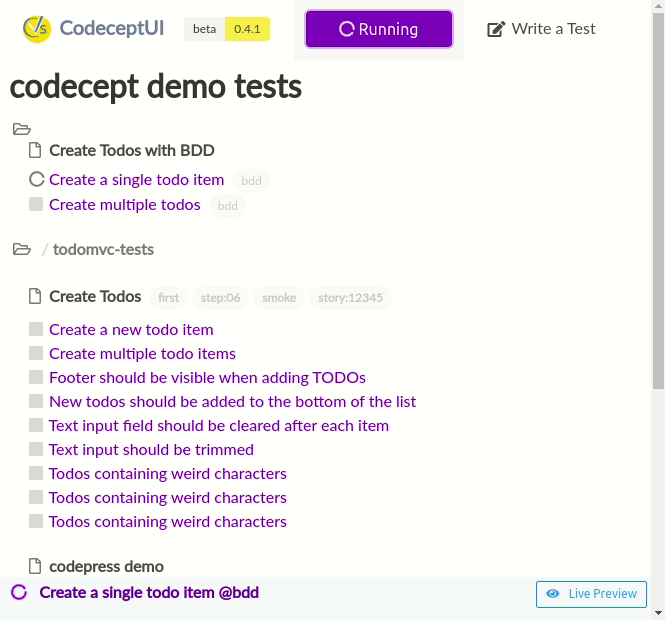 CodeceptUI beta 0.4.1 Running Write a Test
codecept demo tests
Create Todos with BDD
Create a single todo item bdd
Create multiple todos bdd
/ todomvc-tests
Create Todos first step:06 smoke story:12345
Create a new todo item
Create multiple todo items
Footer should be visible when adding TODOs
New todos should be added to the bottom of the list
Text input field should be cleared after each item
Text input should be trimmed
Todos containing weird characters
Todos containing weird characters
Todos containing weird characters
codepress demo
Create a single todo item @bdd Live Preview